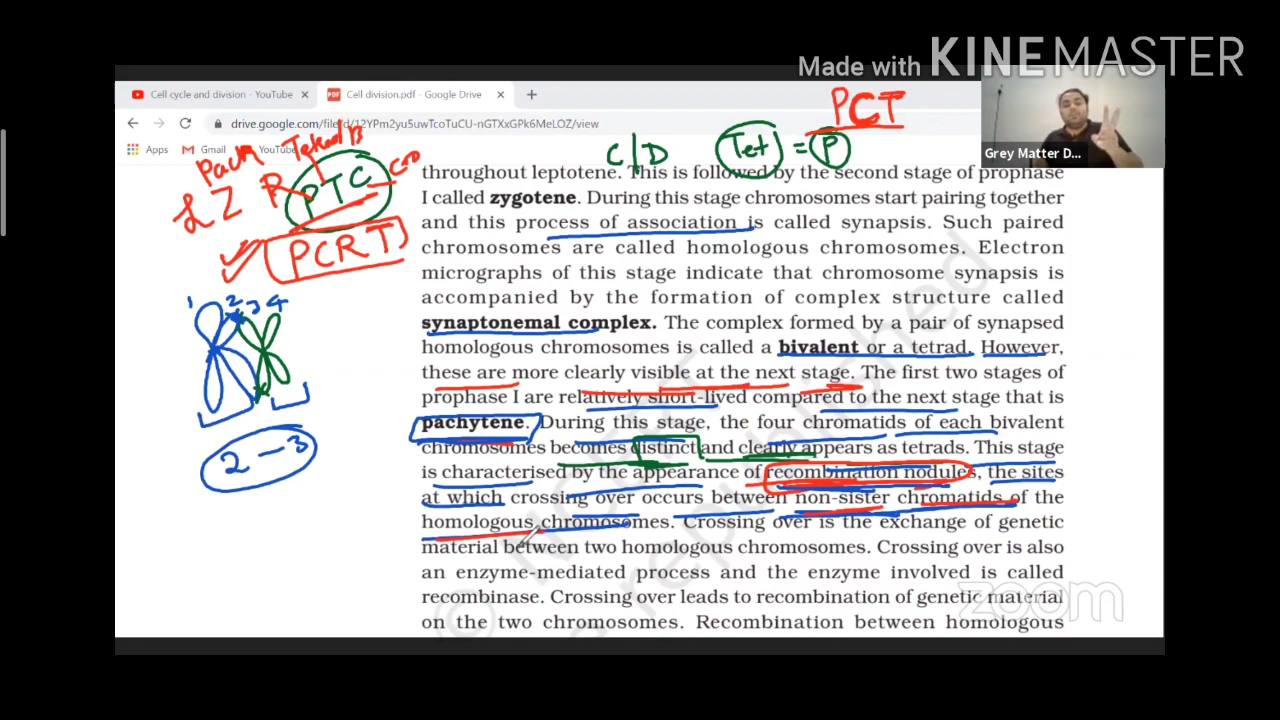 Made with KINEMASTER
Cell cycle and division - YouTube
Cell division.pdf - Google Drive
drive.google.com/file/d/12YPm2yu5uwTcoTuCU-nGTXxGPk6MeLOZ/view
Apps
Gmail
YouTube
Grey Matter D...
PCT
C/D
Tet = P
Pach
L Z
PTC
PCRT
1 2 3 4
2 - 3
throughout leptotene. This is followed by the second stage of prophase
I called zygotene. During this stage chromosomes start pairing together
and this process of association is called synapsis. Such paired
chromosomes are called homologous chromosomes. Electron
micrographs of this stage indicate that chromosome synapsis is
accompanied by the formation of complex structure called
synaptonemal complex. The complex formed by a pair of synapsed
homologous chromosomes is called a bivalent or a tetrad. However,
these are more clearly visible at the next stage. The first two stages of
prophase I are relatively short-lived compared to the next stage that is
pachytene. During this stage, the four chromatids of each bivalent
chromosomes becomes distinct and clearly appears as tetrads. This stage
is characterised by the appearance of recombination nodules, the sites
at which crossing over occurs between non-sister chromatids of the
homologous chromosomes. Crossing over is the exchange of genetic
material between two homologous chromosomes. Crossing over is also
an enzyme-mediated process and the enzyme involved is called
recombinase. Crossing over leads to recombination of genetic material
on the two chromosomes. Recombination between homologous
zoom